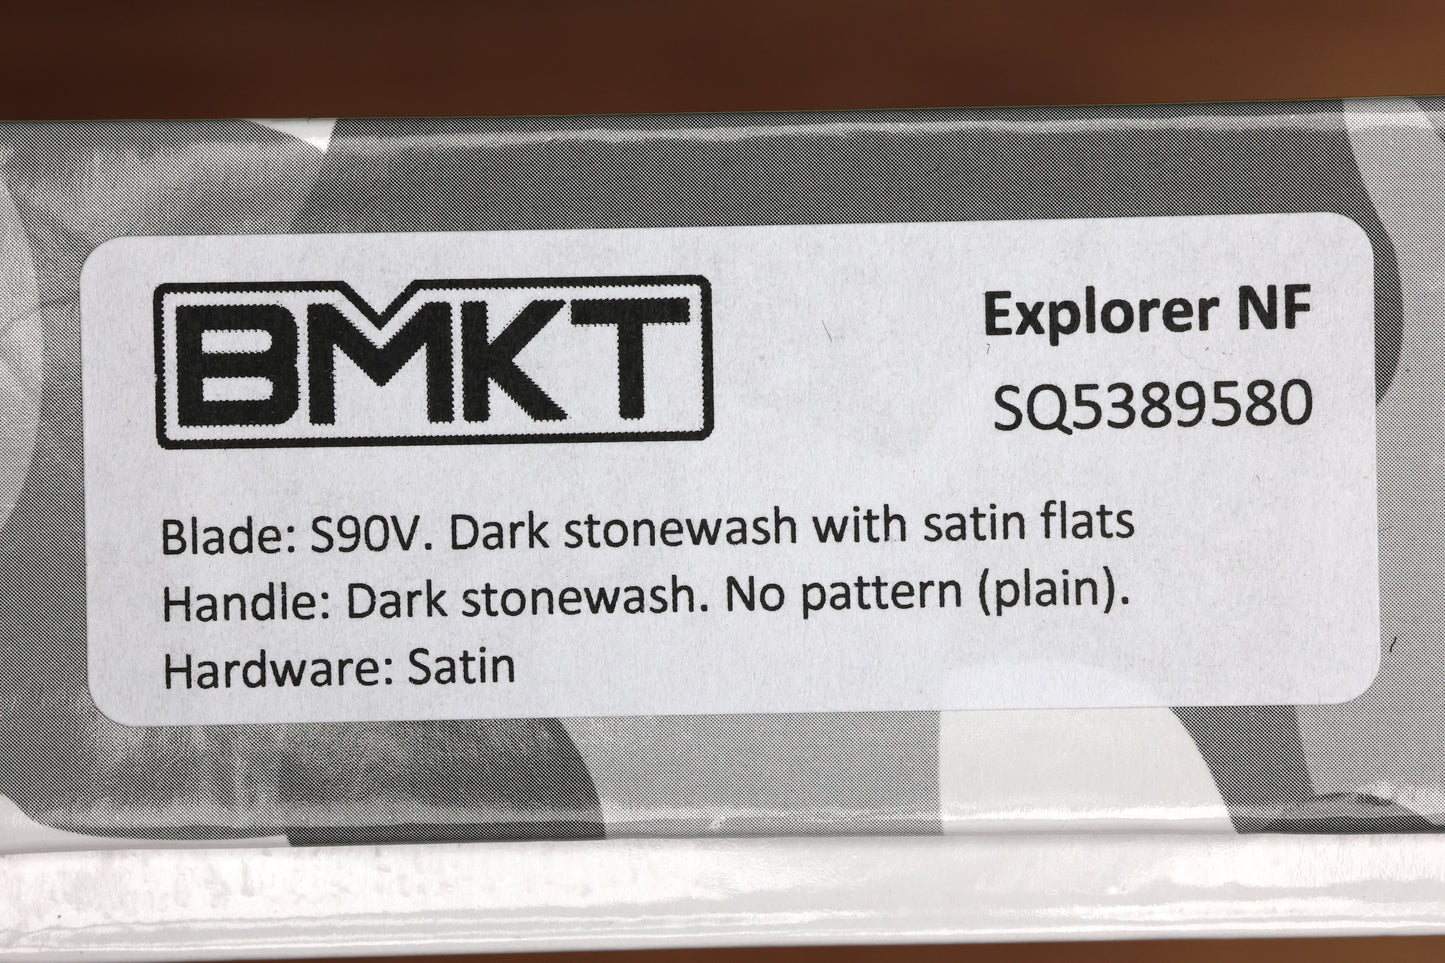 BMKT
Explorer NF
SQ5389580
Blade: S90V. Dark stonewash with satin flats
Handle: Dark stonewash. No pattern (plain).
Hardware: Satin